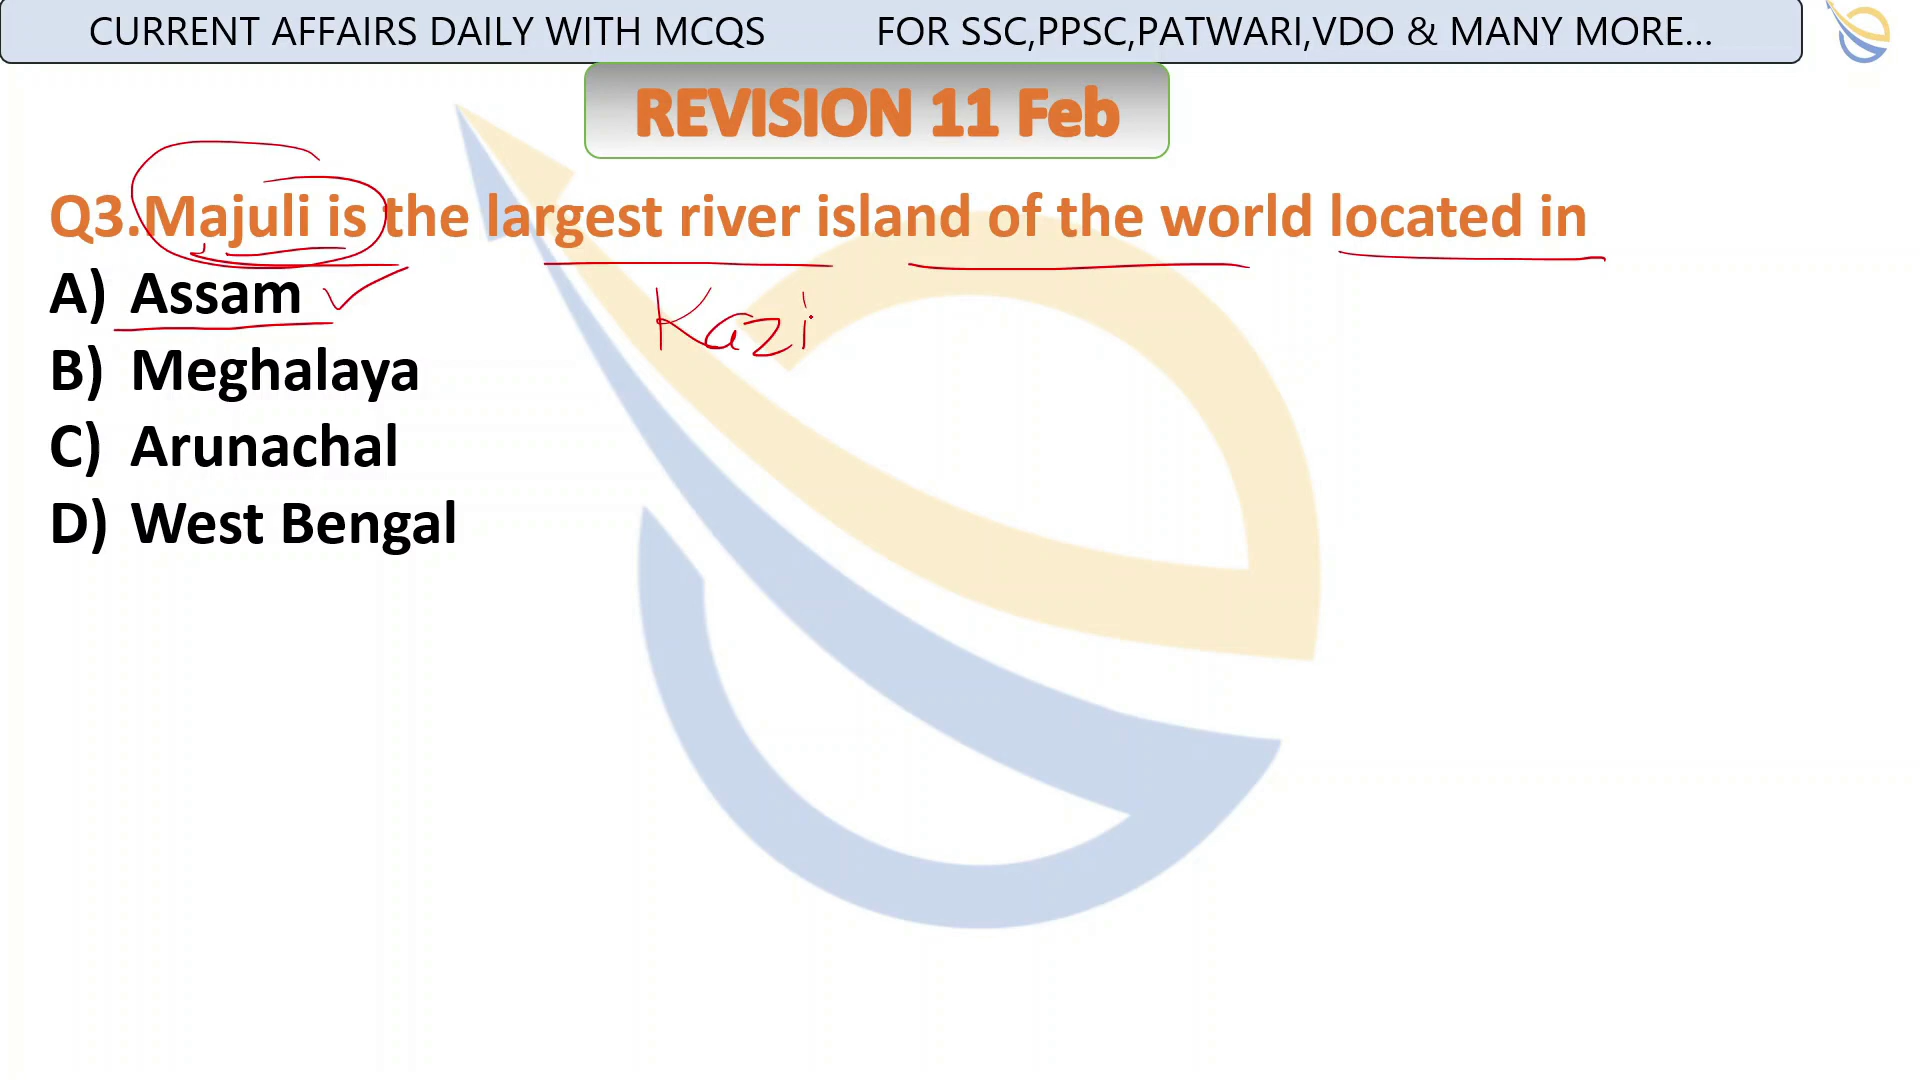 CURRENT AFFAIRS DAILY WITH MCQS FOR SSC,PPSC,PATWARI,VDO & MANY MORE...
REVISION 11 Feb
Q3.Majuli is the largest river island of the world located in
A) Assam
Kazi
B) Meghalaya
C) Arunachal
D) West Bengal